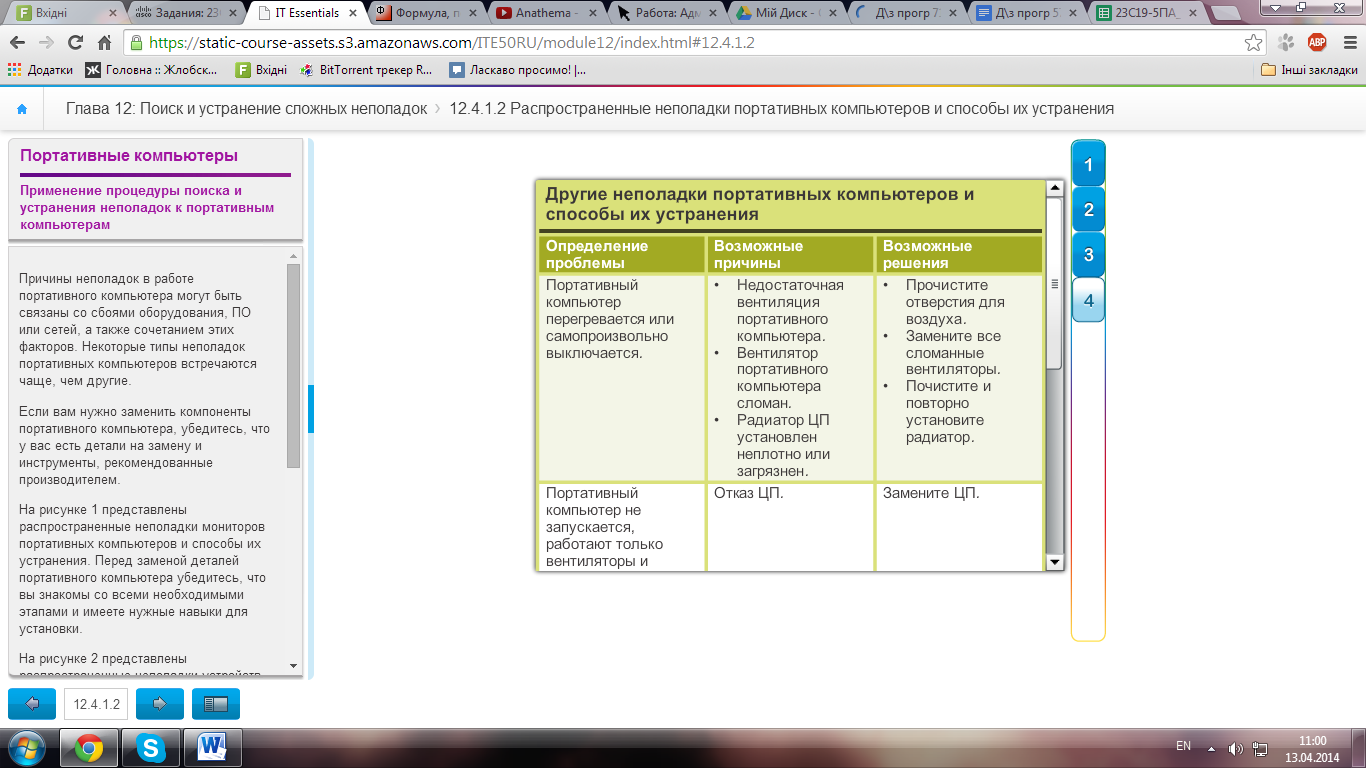 Вхідні
Задания: 23
IT Essentials
Формула, п
Anathema -
Работа: Адм
Мій Диск -
Д\з прогр 7
Д\з прогр 5
23С19-5ПА_
https://static-course-assets.s3.amazonaws.com/ITE50RU/module12/index.html#12.4.1.2
ABP
Додатки
Головна :: Жлобск...
Вхідні
BitTorrent трекер R...
Ласкаво просимо! |...
Інші закладки
Глава 12: Поиск и устранение сложных неполадок
12.4.1.2 Распространенные неполадки портативных компьютеров и способы их устранения
Портативные компьютеры
Применение процедуры поиска и
устранения неполадок к портативным
компьютерам
Причины неполадок в работе
портативного компьютера могут быть
связаны со сбоями оборудования, ПО
или сетей, а также сочетанием этих
факторов. Некоторые типы неполадок
портативных компьютеров встречаются
чаще, чем другие.
Если вам нужно заменить компоненты
портативного компьютера, убедитесь, что
у вас есть детали на замену и
инструменты, рекомендованные
производителем.
На рисунке 1 представлены
распространенные неполадки мониторов
портативных компьютеров и способы их
устранения. Перед заменой деталей
портативного компьютера убедитесь, что
вы знакомы со всеми необходимыми
этапами и имеете нужные навыки для
установки.
На рисунке 2 представлены
распространенные неполадки устройств
12.4.1.2
Другие неполадки портативных компьютеров и
способы их устранения
Определение
проблемы
Возможные
причины
Возможные
решения
Портативный
компьютер
перегревается или
самопроизвольно
выключается.
• Недостаточная
вентиляция
портативного
компьютера.
• Вентилятор
портативного
компьютера
сломан.
• Радиатор ЦП
установлен
неплотно или
загрязнен.
• Прочистите
отверстия для
воздуха.
• Замените все
сломанные
вентиляторы.
• Почистите и
повторно
установите
радиатор.
Портативный
компьютер не
запускается,
работают только
вентиляторы и
Отказ ЦП.
Замените ЦП.
1
2
3
4
EN
11:00
13.04.2014